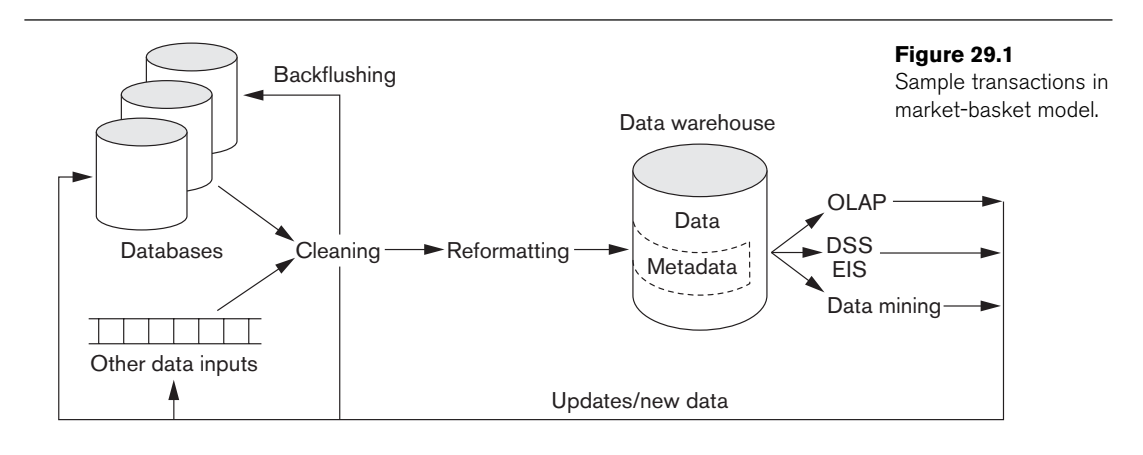 Figure 29.1
Sample transactions in
market-basket model.
Backflushing
Data warehouse
Databases
Cleaning
Reformatting
Data
Metadata
OLAP
DSS
EIS
Data mining
Other data inputs
Updates/new data